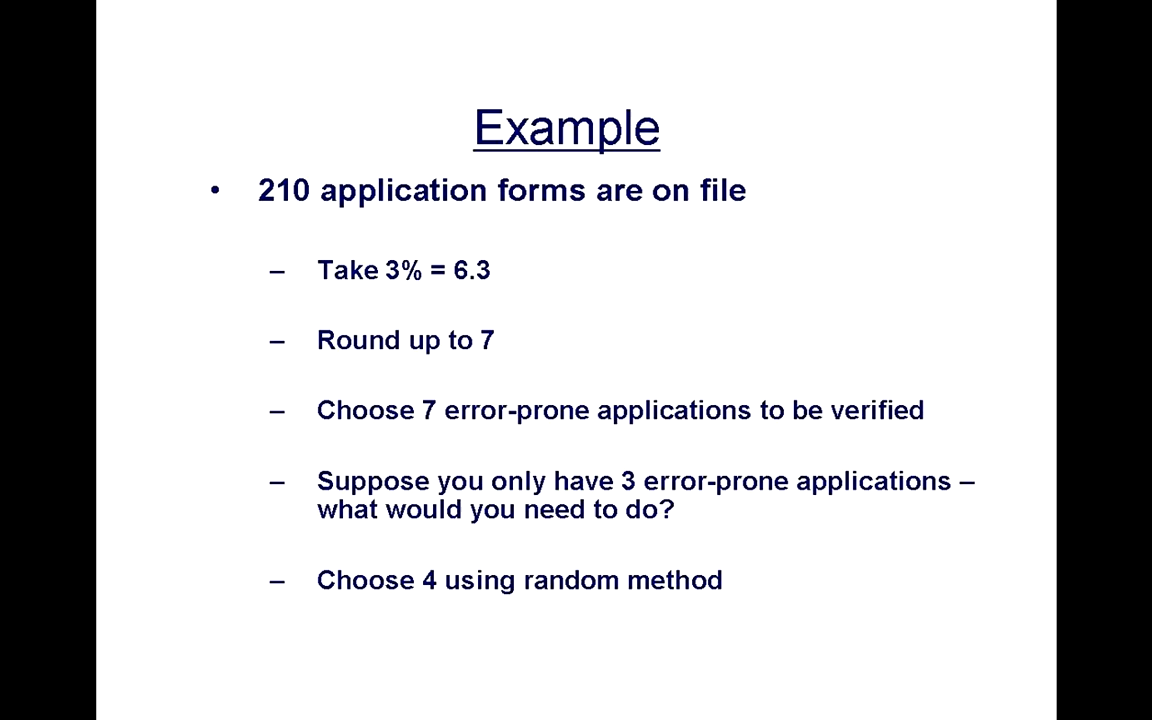 Example
• 210 application forms are on file
– Take 3% = 6.3
– Round up to 7
– Choose 7 error-prone applications to be verified
– Suppose you only have 3 error-prone applications –
what would you need to do?
– Choose 4 using random method